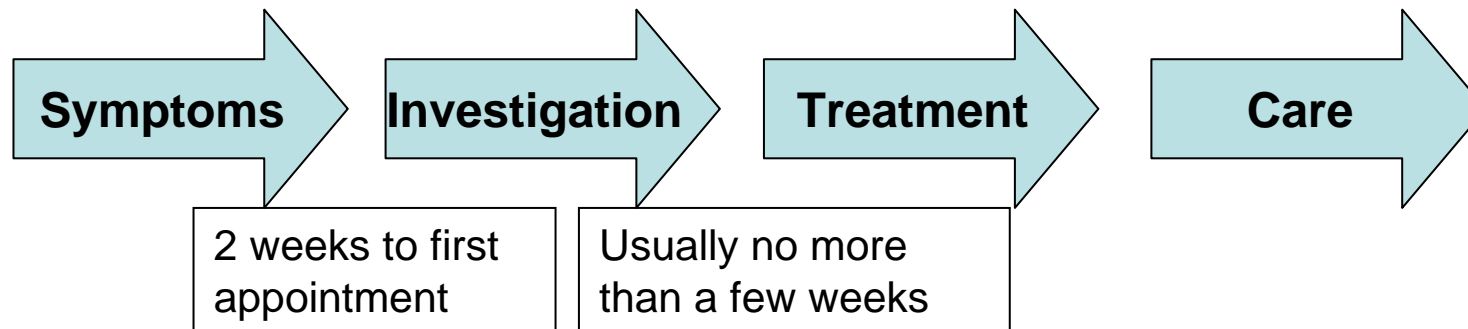 Symptoms
Investigation
Treatment
Care
2 weeks to first
appointment
Usually no more
than a few weeks